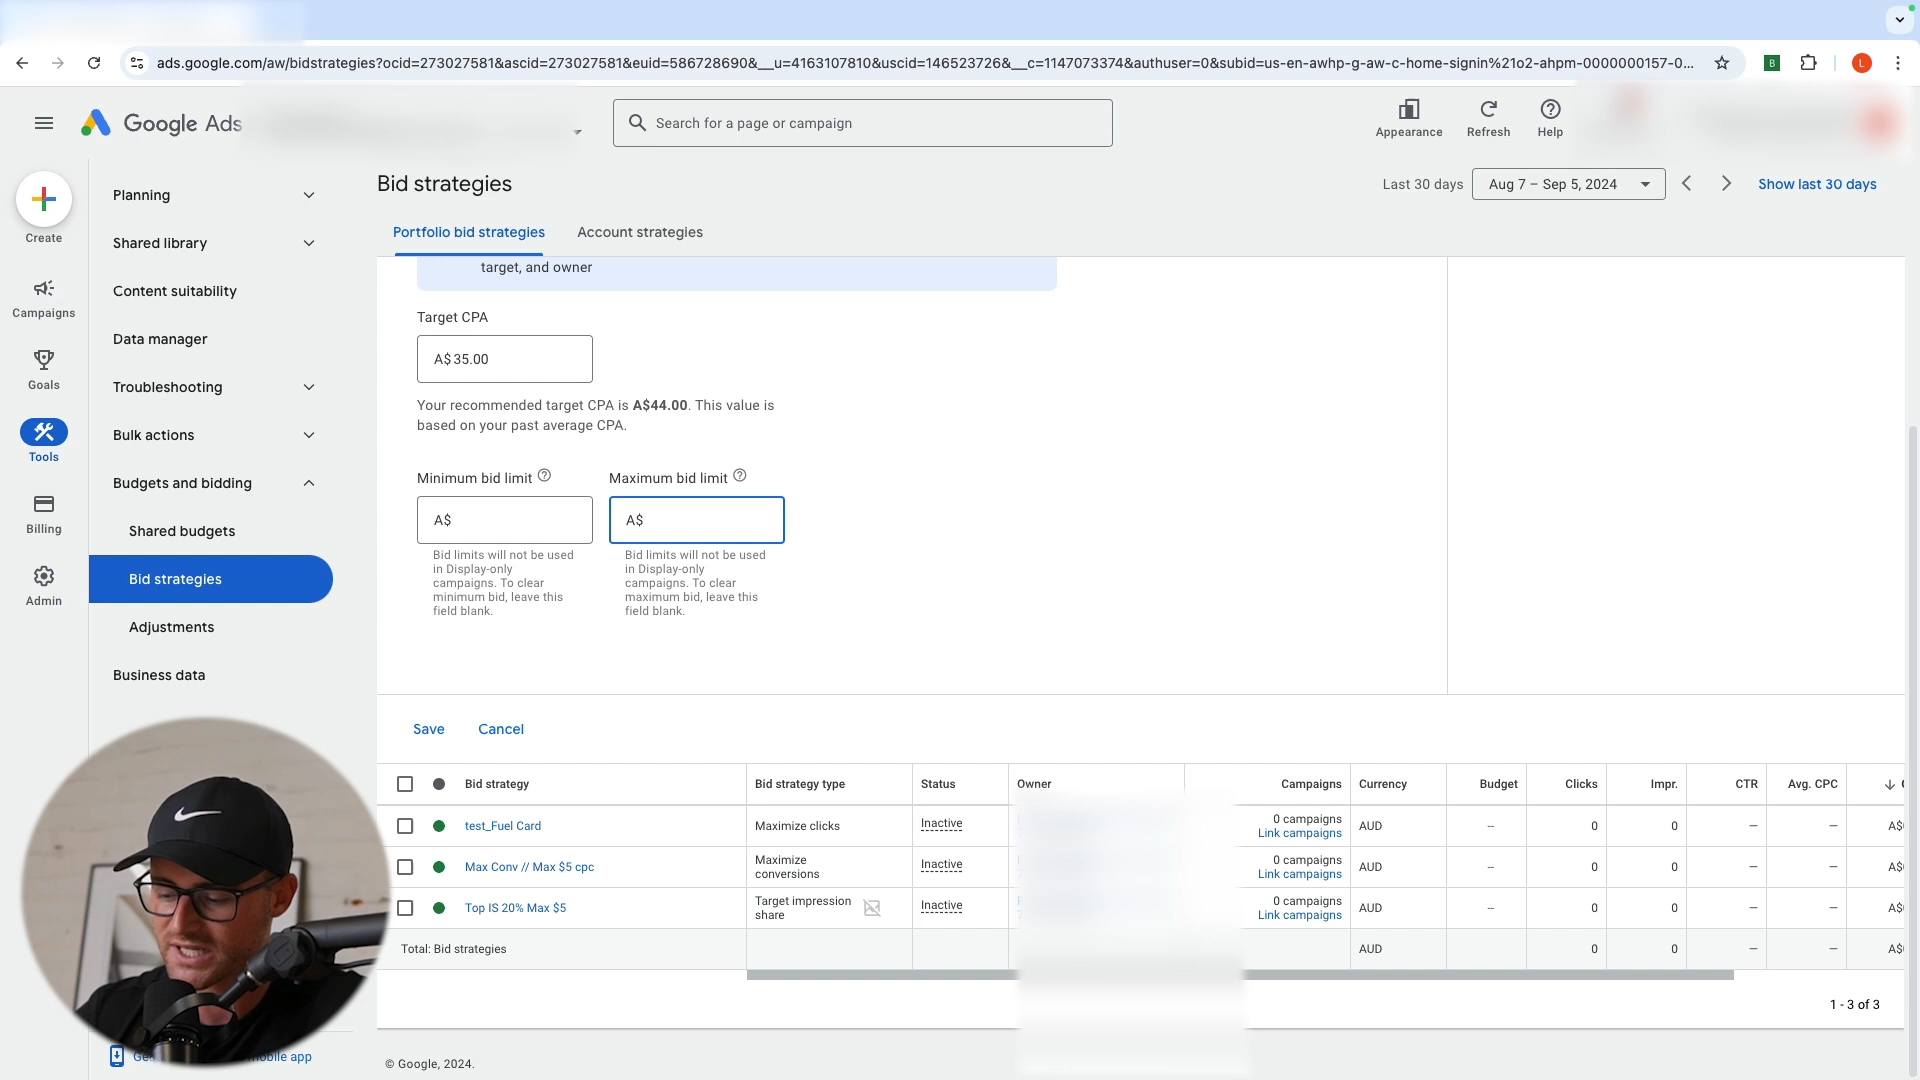 ads.google.com/aw/bidstrategies?ocid=273027581&ascid=273027581&euid=586728690&__u=4163107810&uscid=146523726&__c=1147073374&authuser=0&subid=us-en-awhp-g-aw-c-home-signin%21o2-ahpm-0000000157-0...
B
L
Google Ads
Search for a page or campaign
Appearance
Refresh
Help
Create
Campaigns
Goals
Tools
Billing
Admin
Planning
Shared library
Content suitability
Data manager
Troubleshooting
Bulk actions
Budgets and bidding
Shared budgets
Bid strategies
Adjustments
Business data
Bid strategies
Last 30 days
Aug 7 – Sep 5, 2024
Show last 30 days
Portfolio bid strategies
Account strategies
target, and owner
Target CPA
A$ 35.00
Your recommended target CPA is A$44.00. This value is
based on your past average CPA.
Minimum bid limit
Maximum bid limit
A$
A$
Bid limits will not be used
in Display-only
campaigns. To clear
minimum bid, leave this
field blank.
Bid limits will not be used
in Display-only
campaigns. To clear
maximum bid, leave this
field blank.
Save
Cancel
Bid strategy
Bid strategy type
Status
Owner
Campaigns
Currency
Budget
Clicks
Impr.
CTR
Avg. CPC
test_Fuel Card
Maximize clicks
Inactive
0 campaigns
Link campaigns
AUD
--
0
0
—
—
A$
Max Conv // Max $5 cpc
Maximize
conversions
Inactive
0 campaigns
Link campaigns
AUD
--
0
0
—
—
A$
Top IS 20% Max $5
Target impression
share
Inactive
0 campaigns
Link campaigns
AUD
--
0
0
—
—
A$
Total: Bid strategies
AUD
0
0
—
—
A$
1 - 3 of 3
mobile app
© Google, 2024.